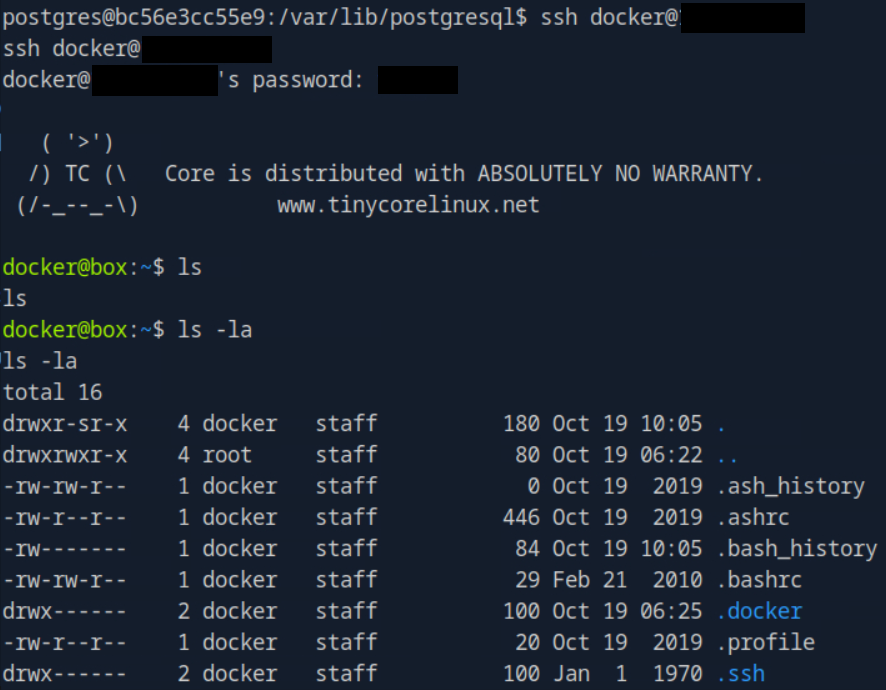 postgres@bc56e3cc55e9:/var/lib/postgresql$ ssh docker@
ssh docker@
docker@ 's password:
( '>')
/) TC (\   Core is distributed with ABSOLUTELY NO WARRANTY.
(/-_--_-\)           www.tinycorelinux.net
docker@box:~$ ls
ls
docker@box:~$ ls -la
ls -la
total 16
drwxr-sr-x    4 docker   staff          180 Oct 19 10:05 .
drwxrwxr-x    4 root     staff           80 Oct 19 06:22 ..
-rw-rw-r--    1 docker   staff            0 Oct 19  2019 .ash_history
-rw-r--r--    1 docker   staff          446 Oct 19  2019 .ashrc
-rw-------    1 docker   staff           84 Oct 19 10:05 .bash_history
-rw-rw-r--    1 docker   staff           29 Feb 21  2010 .bashrc
drwx------    2 docker   staff          100 Oct 19 06:25 .docker
-rw-r--r--    1 docker   staff           20 Oct 19  2019 .profile
drwx------    2 docker   staff          100 Jan  1  1970 .ssh